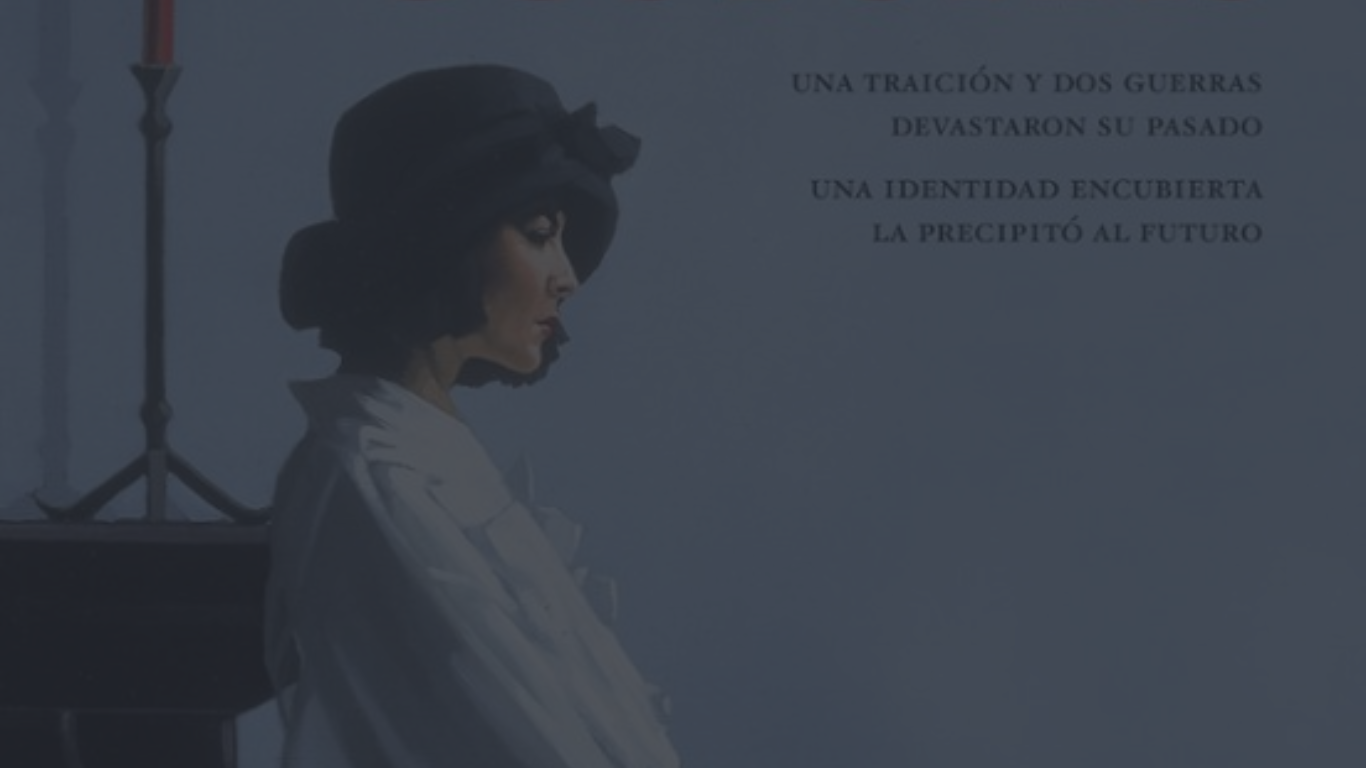 UNA TRAICIÓN Y DOS GUERRAS
DEVASTARON SU PASADO
UNA IDENTIDAD ENCUBIERTA
LA PRECIPITÓ AL FUTURO